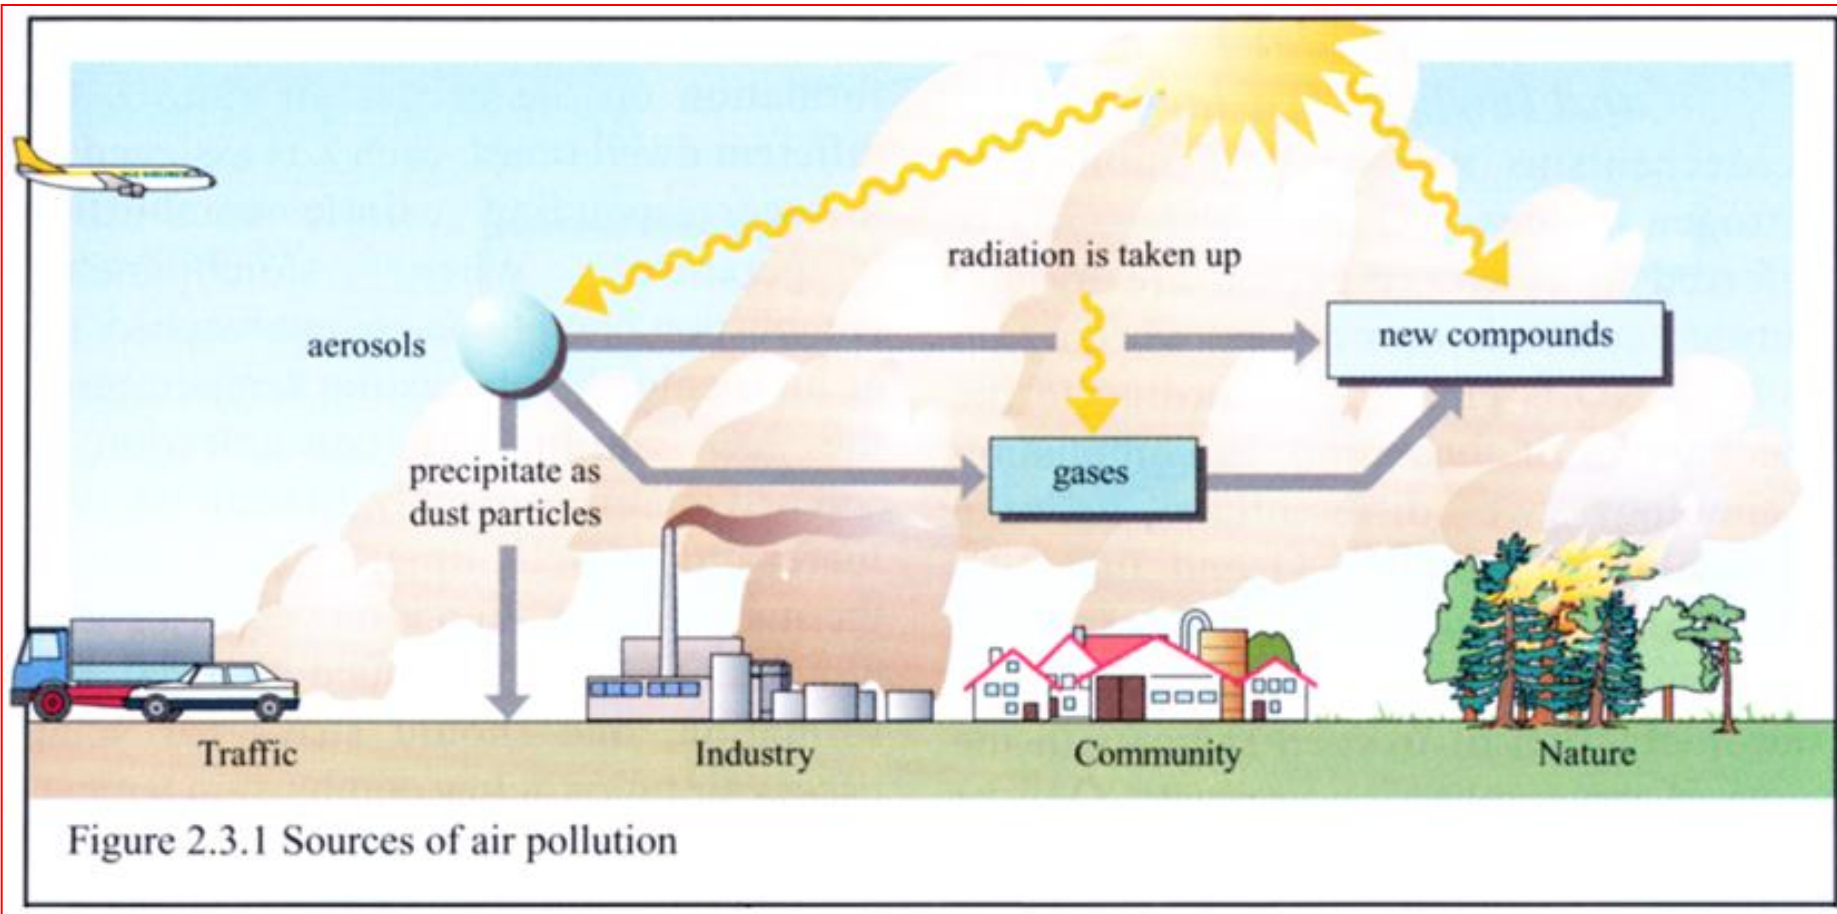 radiation is taken up
aerosols
new compounds
gases
precipitate as
dust particles
Traffic
Industry
Community
Nature
Figure 2.3.1 Sources of air pollution